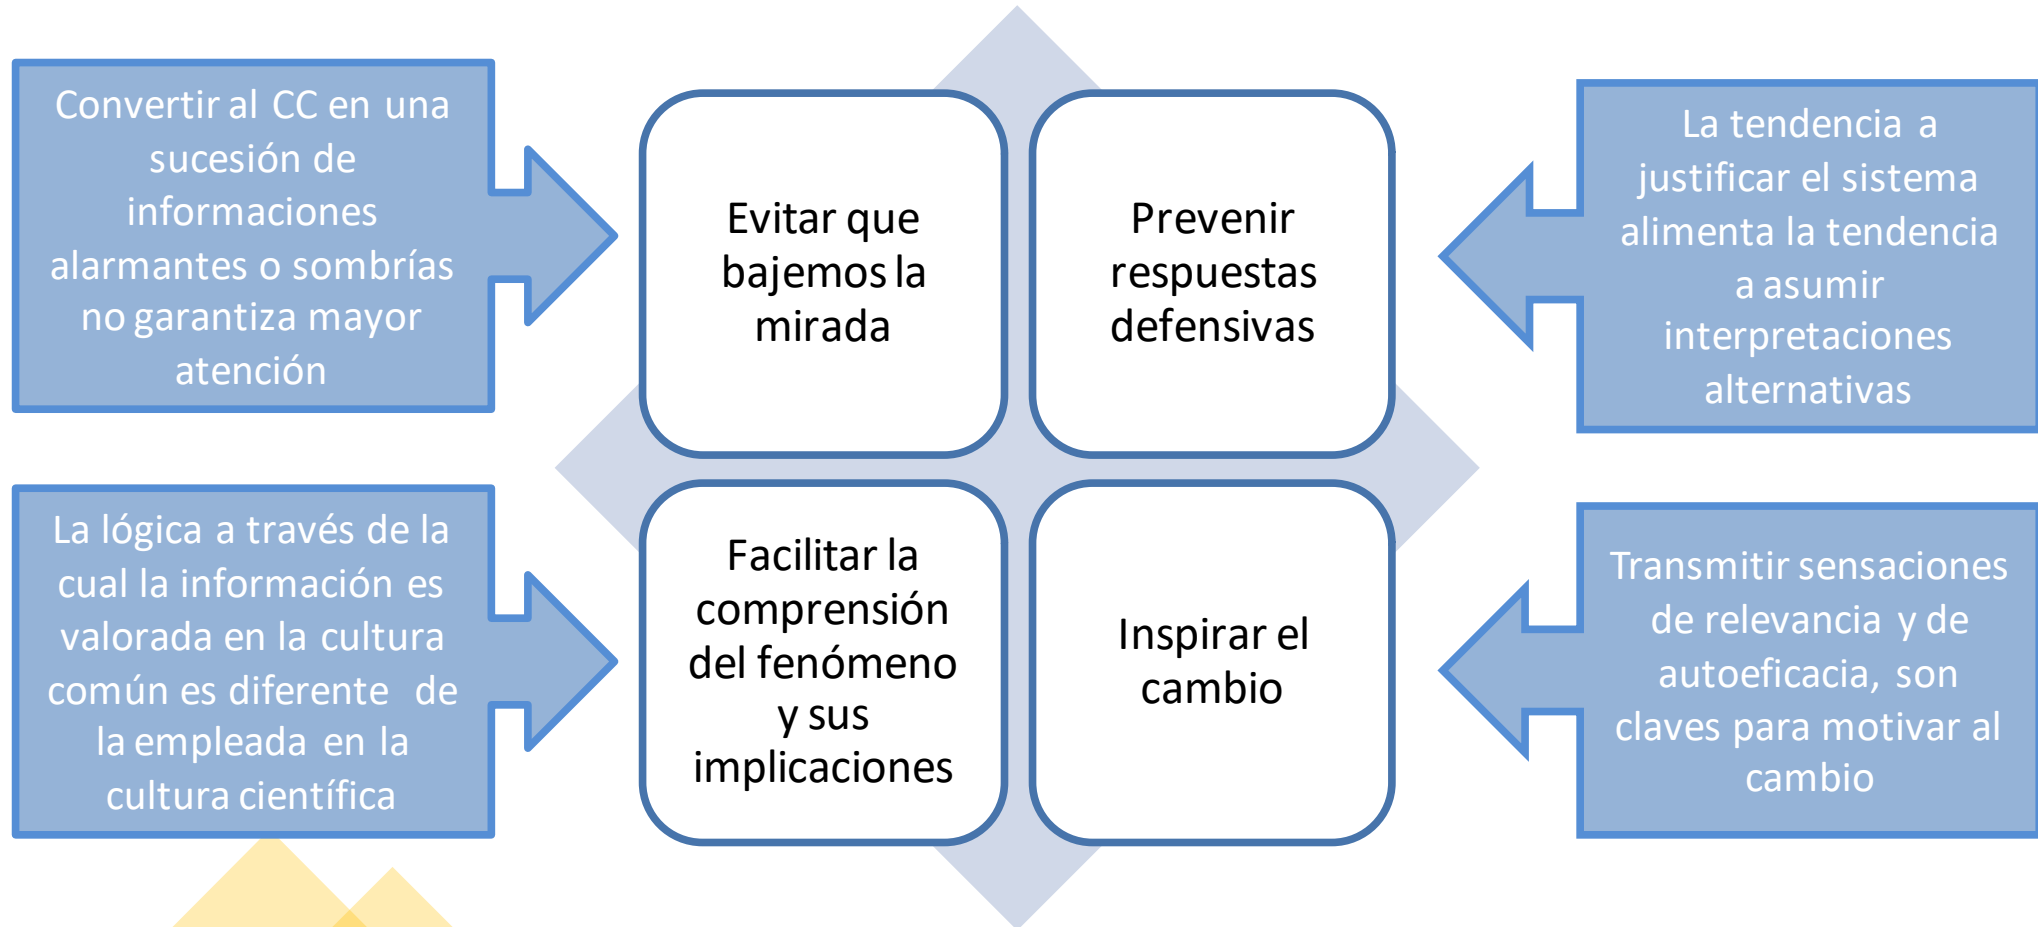 Convertir al CC en una
sucesión de
informaciones
alarmantes o sombrías
no garantiza mayor
atención
Evitar que
bajemos la
mirada
Prevenir
respuestas
defensivas
La tendencia a
justificar el sistema
alimenta la tendencia
a asumir
interpretaciones
alternativas
La lógica a través de la
cual la información es
valorada en la cultura
común es diferente de
la empleada en la
cultura científica
Facilitar la
comprensión
del fenómeno
y sus
implicaciones
Inspirar el
cambio
Transmitir sensaciones
de relevancia y de
autoeficacia, son
claves para motivar al
cambio